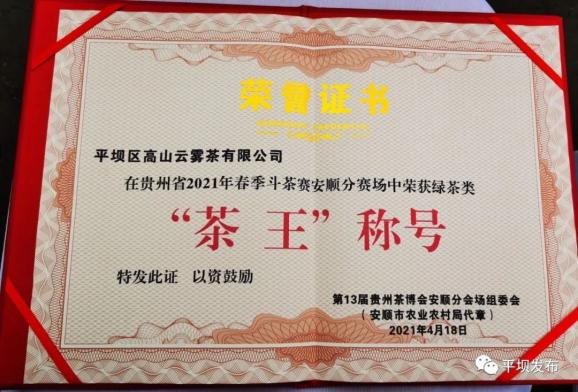 荣誉证书
平坝区高山云雾茶有限公司
在贵州省2021年春季斗茶赛安顺分赛场中荣获绿茶类
“茶 王”称号
特发此证 以资鼓励
第13届贵州茶博会安顺分会场组委会
（安顺市农业农村局代章）
2021年4月18日
平坝发布